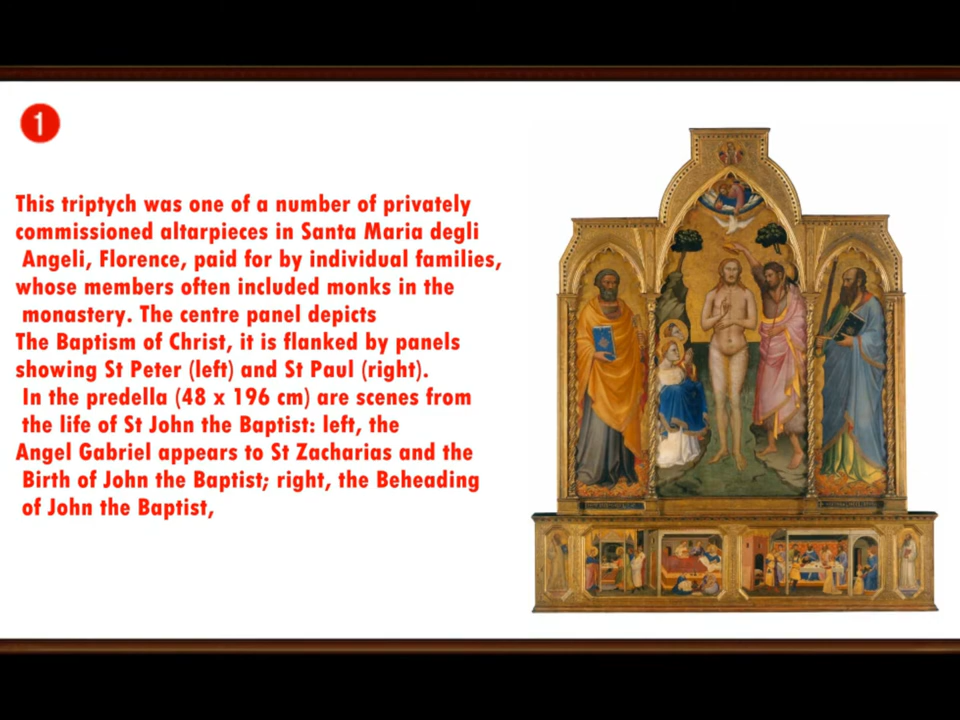 1
This triptych was one of a number of privately
commissioned altarpieces in Santa Maria degli
Angeli, Florence, paid for by individual families,
whose members often included monks in the
monastery. The centre panel depicts
The Baptism of Christ, it is flanked by panels
showing St Peter (left) and St Paul (right).
In the predella (48 x 196 cm) are scenes from
the life of St John the Baptist: left, the
Angel Gabriel appears to St Zacharias and the
Birth of John the Baptist; right, the Beheading
of John the Baptist,